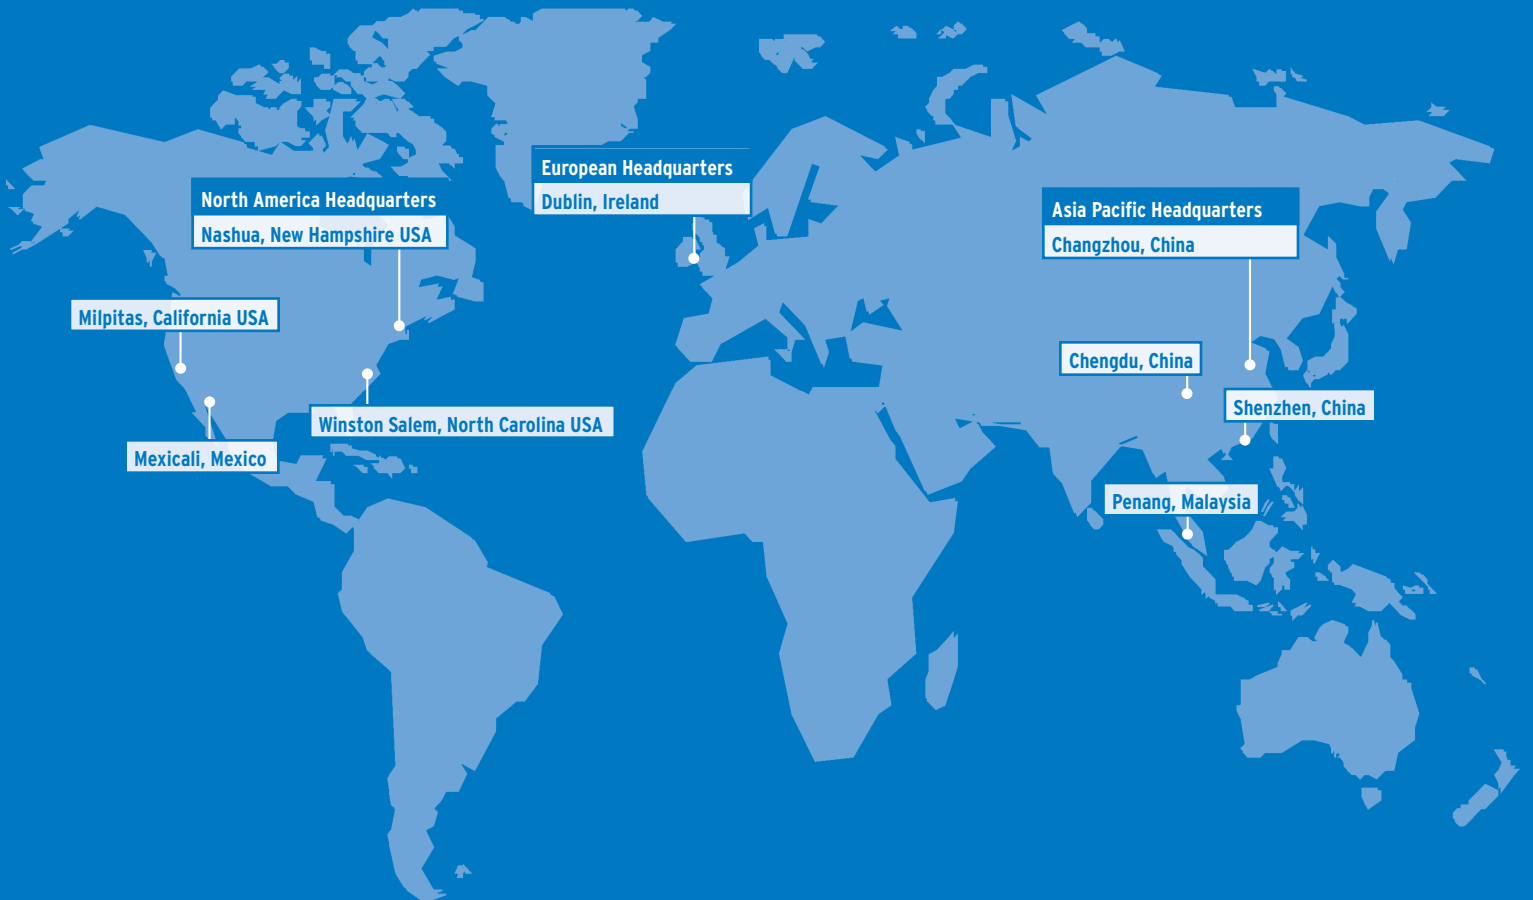 European Headquarters
Dublin, Ireland
North America Headquarters
Nashua, New Hampshire USA
Asia Pacific Headquarters
Changzhou, China
Milpitas, California USA
Chengdu, China
Shenzhen, China
Winston Salem, North Carolina USA
Mexicali, Mexico
Penang, Malaysia